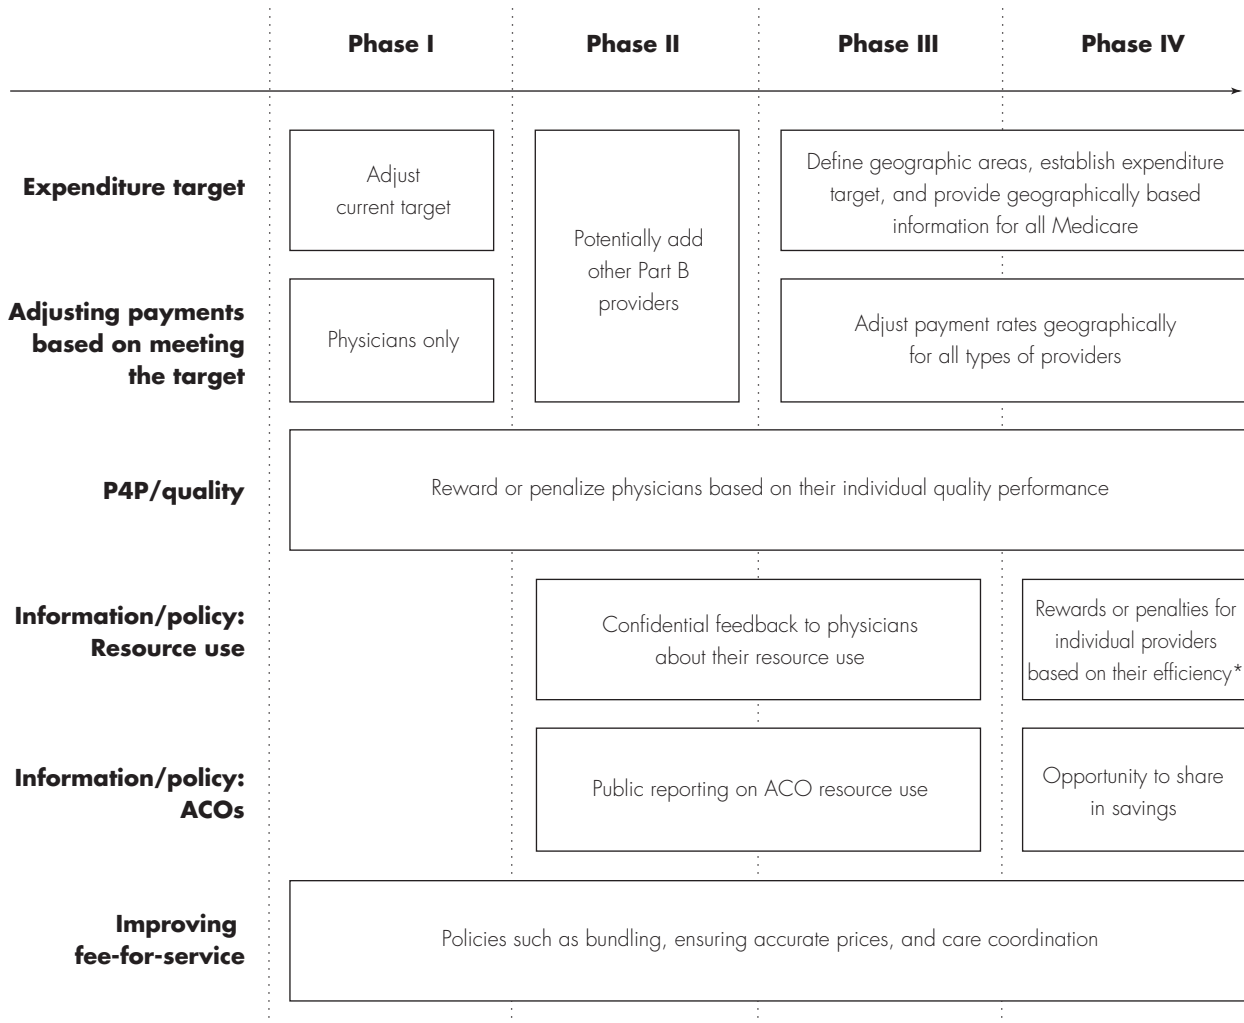 Phase I
Phase II
Phase III
Phase IV
Expenditure target
Adjust
current target
Potentially add
other Part B
providers
Define geographic areas, establish expenditure
target, and provide geographically based
information for all Medicare
Adjusting payments
based on meeting
the target
Physicians only
Adjust payment rates geographically
for all types of providers
P4P/quality
Reward or penalize physicians based on their individual quality performance
Information/policy:
Resource use
Confidential feedback to physicians
about their resource use
Rewards or penalties for
individual providers
based on their efficiency*
Information/policy:
ACOs
Public reporting on ACO resource use
Opportunity to share
in savings
Improving
fee-for-service
Policies such as bundling, ensuring accurate prices, and care coordination